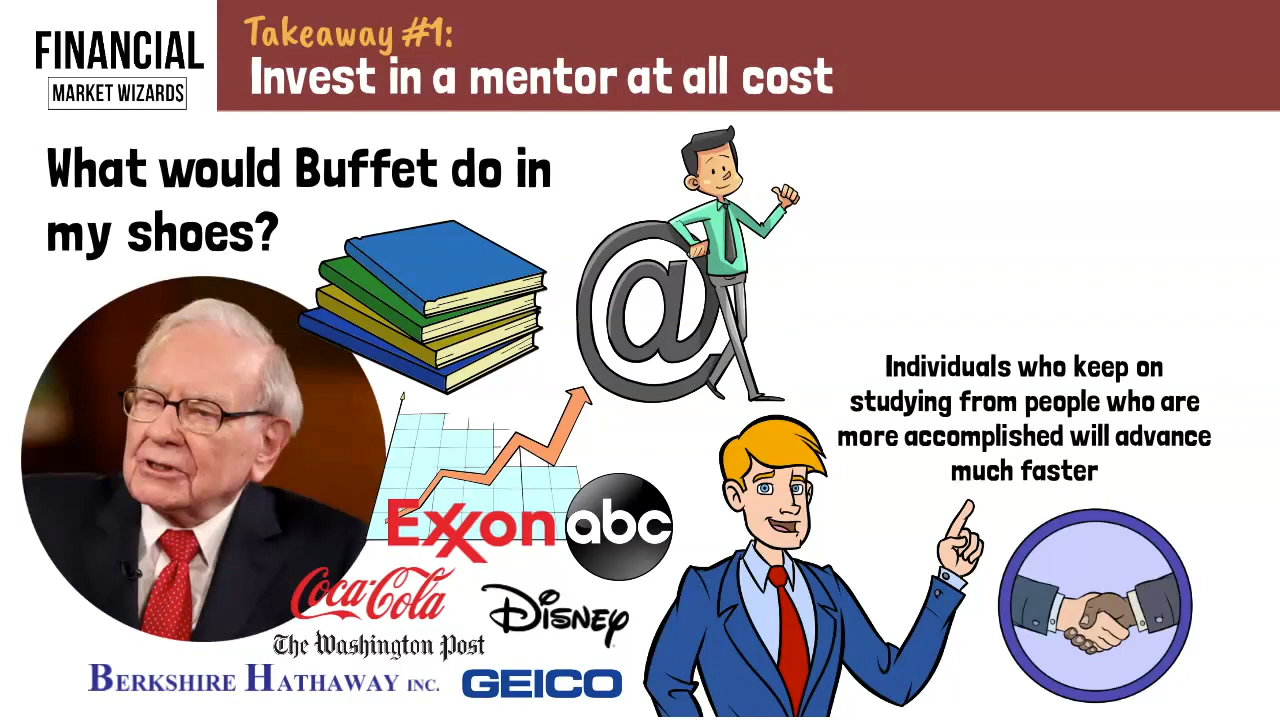 FINANCIAL
MARKET WIZARDS
Takeaway #1:
Invest in a mentor at all cost
What would Buffet do in
my shoes?
@
Individuals who keep on
studying from people who are
more accomplished will advance
much faster
Exxon
abc
Coca-Cola
Disney
The Washington Post
BERKSHIRE HATHAWAY INC.
GEICO